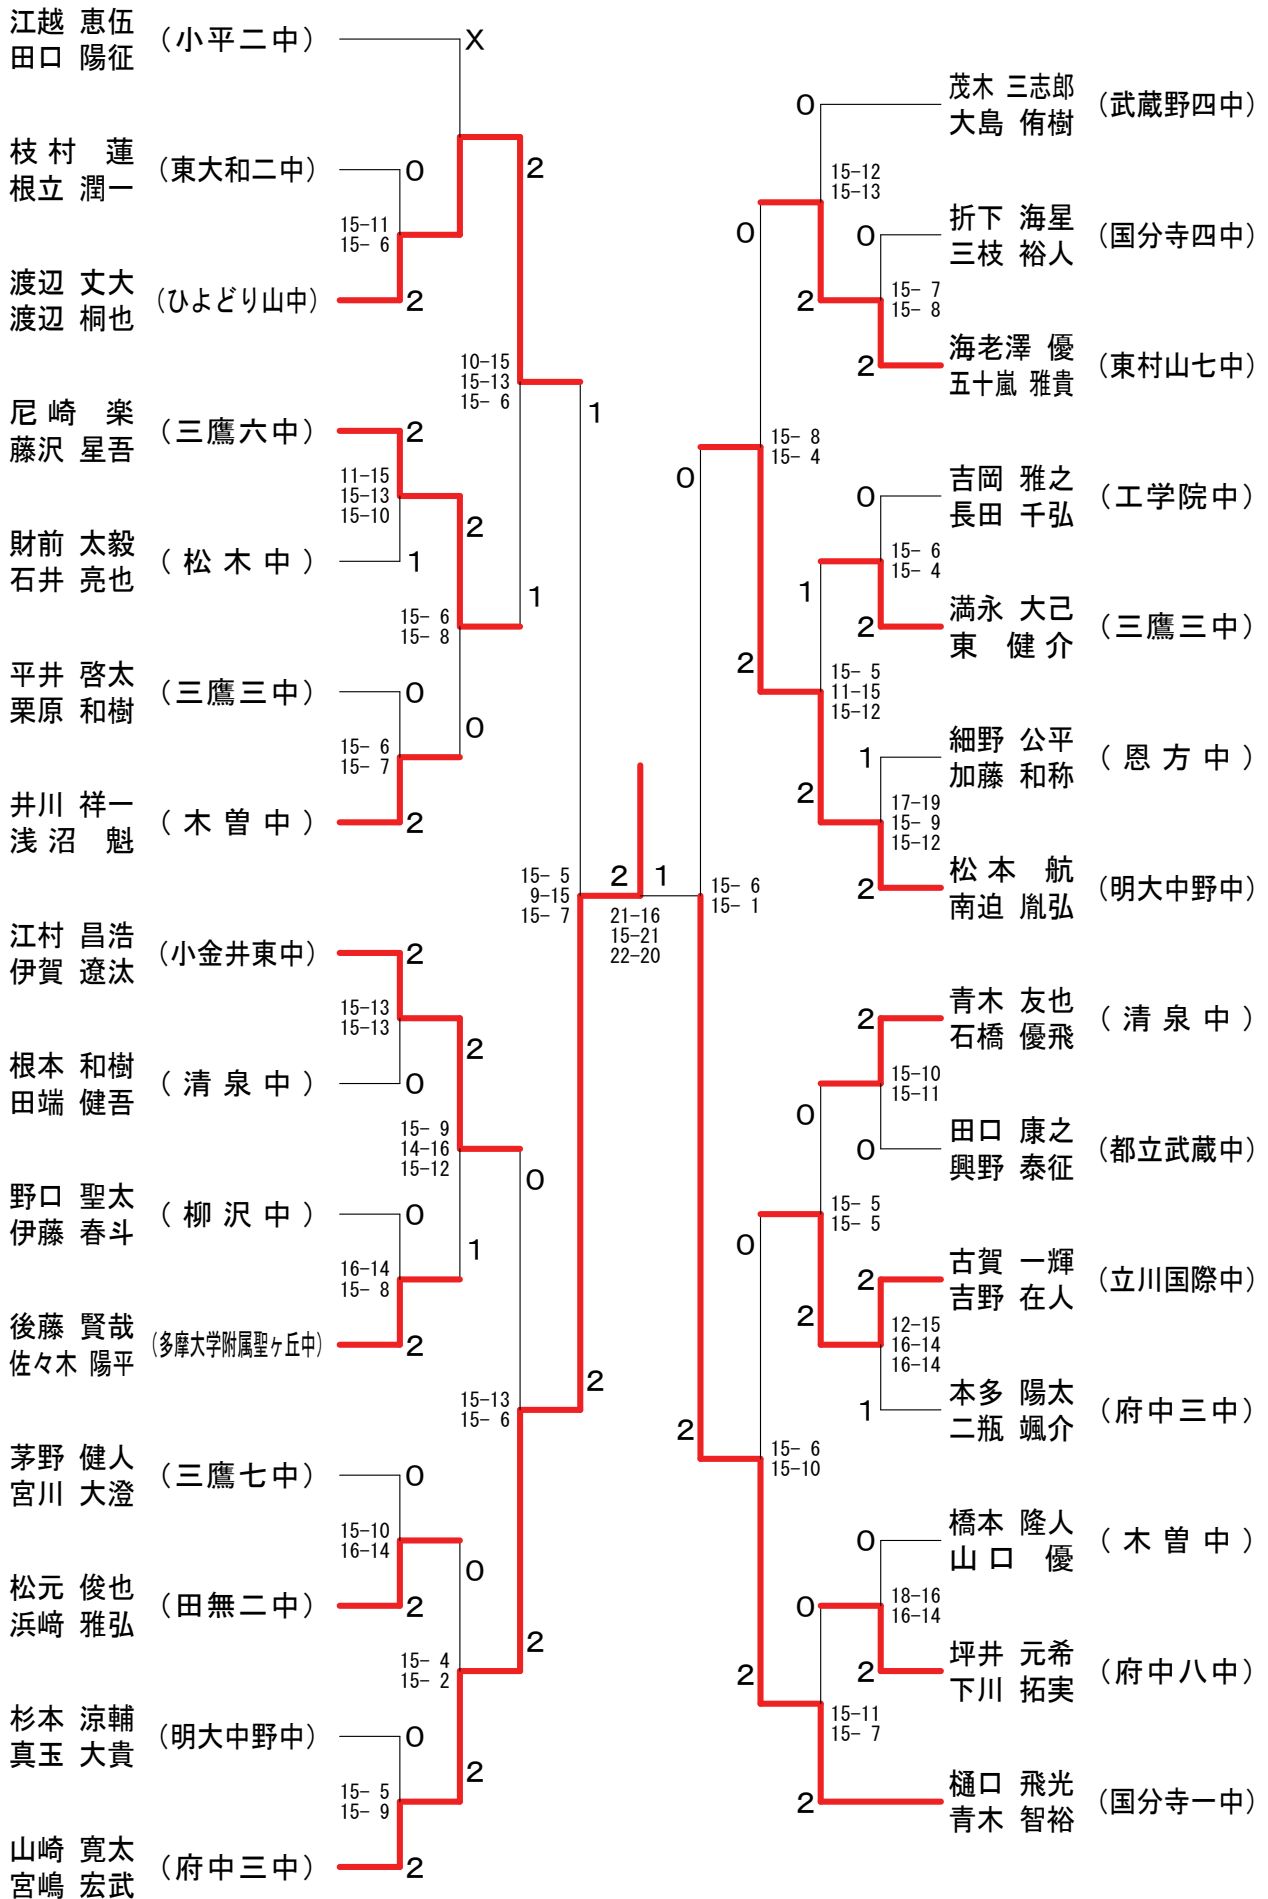 江越 恵伍
田口 陽征
(小平二中)
X
枝村 蓮
根立 潤一
(東大和二中)
0
15-11
15- 6
2
渡辺 丈大
渡辺 桐也
(ひよどり山中)
2
10-15
15-13
15- 6
1
尼崎 楽
藤沢 星吾
(三鷹六中)
2
11-15
15-13
15-10
2
財前 太毅
石井 亮也
(松木中)
1
15- 6
15- 8
1
平井 啓太
栗原 和樹
(三鷹三中)
0
15- 6
15- 7
0
井川 祥一
浅沼 魁
(木曽中)
2
15- 5
9-15
15- 7
江村 昌浩
伊賀 遼汰
(小金井東中)
2
15-13
15-13
2
根本 和樹
田端 健吾
(清泉中)
0
15- 9
14-16
15-12
0
野口 聖太
伊藤 春斗
(柳沢中)
0
16-14
15- 8
1
後藤 賢哉
佐々木 陽平
(多摩大学附属聖ヶ丘中)
2
15-13
15- 6
2
茅野 健人
宮川 大澄
(三鷹七中)
0
15-10
16-14
0
松元 俊也
浜﨑 雅弘
(田無二中)
2
15- 4
15- 2
2
杉本 涼輔
真玉 大貴
(明大中野中)
0
15- 5
15- 9
2
山崎 寛太
宮嶋 宏武
(府中三中)
2
2
1
21-16
15-21
22-20
0
茂木 三志郎
大島 侑樹
(武蔵野四中)
15-12
15-13
0
0
折下 海星
三枝 裕人
(国分寺四中)
2
15- 7
15- 8
2
海老澤 優
五十嵐 雅貴
(東村山七中)
0
15- 8
15- 4
0
吉岡 雅之
長田 千弘
(工学院中)
15- 6
15- 4
1
2
満永 大己
東 健介
(三鷹三中)
2
15- 5
11-15
15-12
1
細野 公平
加藤 和称
(恩方中)
2
17-19
15- 9
15-12
2
松本 航
南迫 胤弘
(明大中野中)
15- 6
15- 1
2
青木 友也
石橋 優飛
(清泉中)
15-10
15-11
0
0
田口 康之
興野 泰征
(都立武蔵中)
15- 5
15- 5
0
2
古賀 一輝
吉野 在人
(立川国際中)
2
12-15
16-14
16-14
1
本多 陽太
二瓶 颯介
(府中三中)
2
15- 6
15-10
0
橋本 隆人
山口 優
(木曽中)
18-16
16-14
0
2
坪井 元希
下川 拓実
(府中八中)
2
15-11
15- 7
2
樋口 飛光
青木 智裕
(国分寺一中)